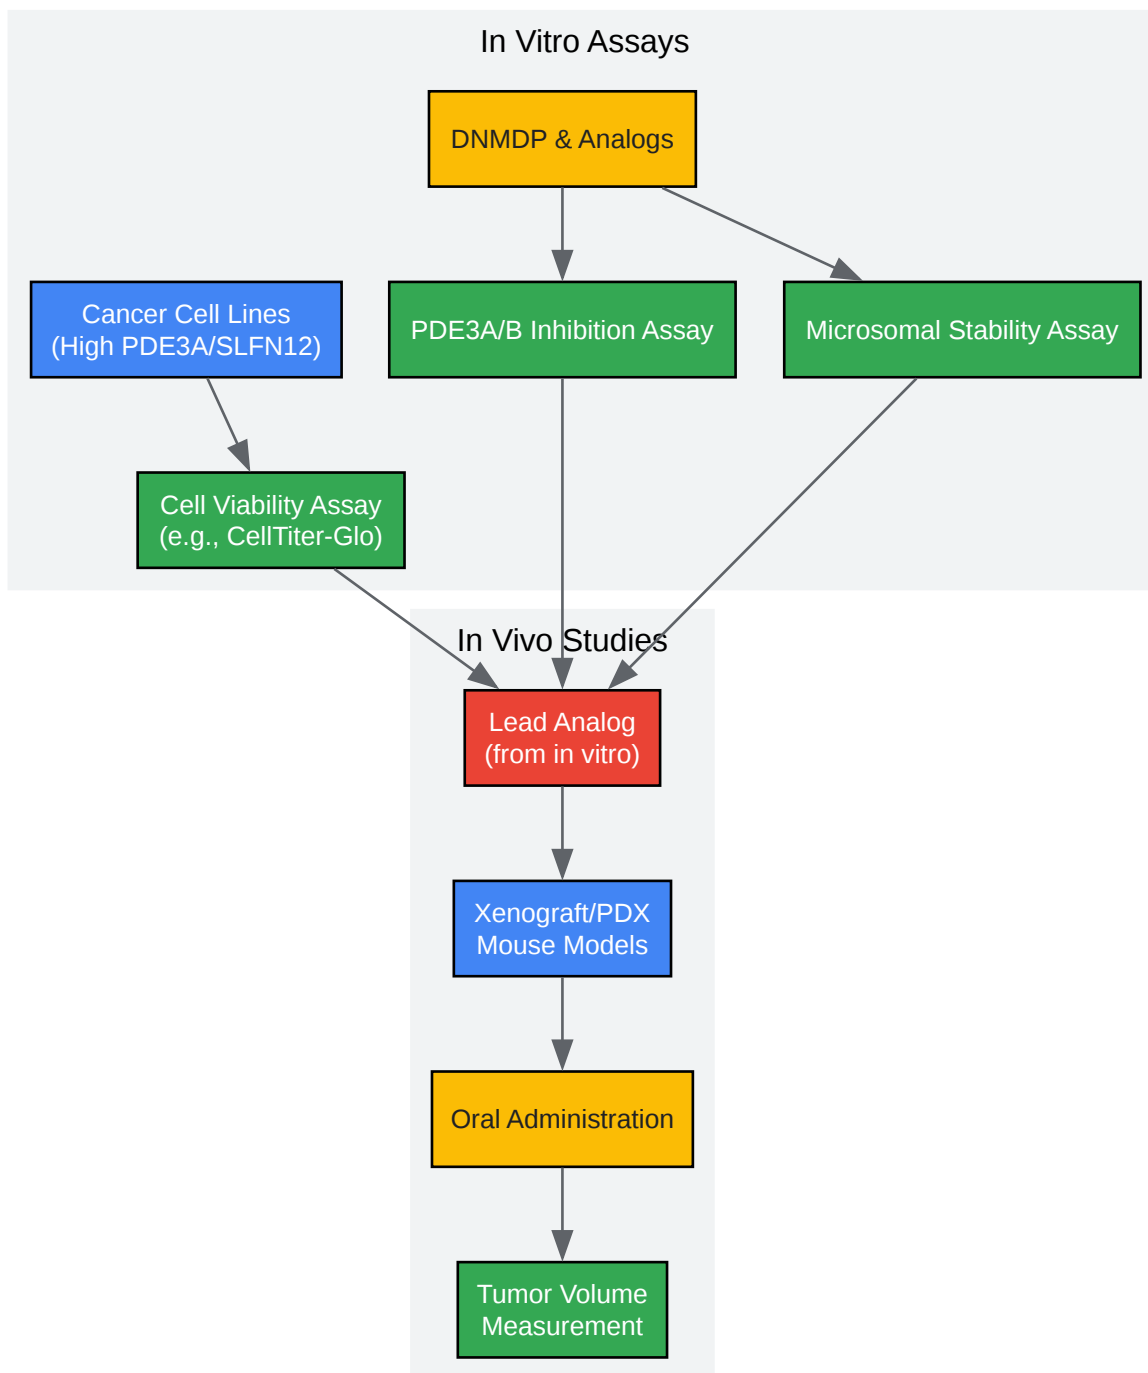 In Vitro Assays
DNMDP & Analogs
Cancer Cell Lines
(High PDE3A/SLFN12)
PDE3A/B Inhibition Assay
Microsomal Stability Assay
Cell Viability Assay
(e.g., CellTiter-Glo)
In Vivo Studies
Lead Analog
(from in vitro)
Xenograft/PDX
Mouse Models
Oral Administration
Tumor Volume
Measurement